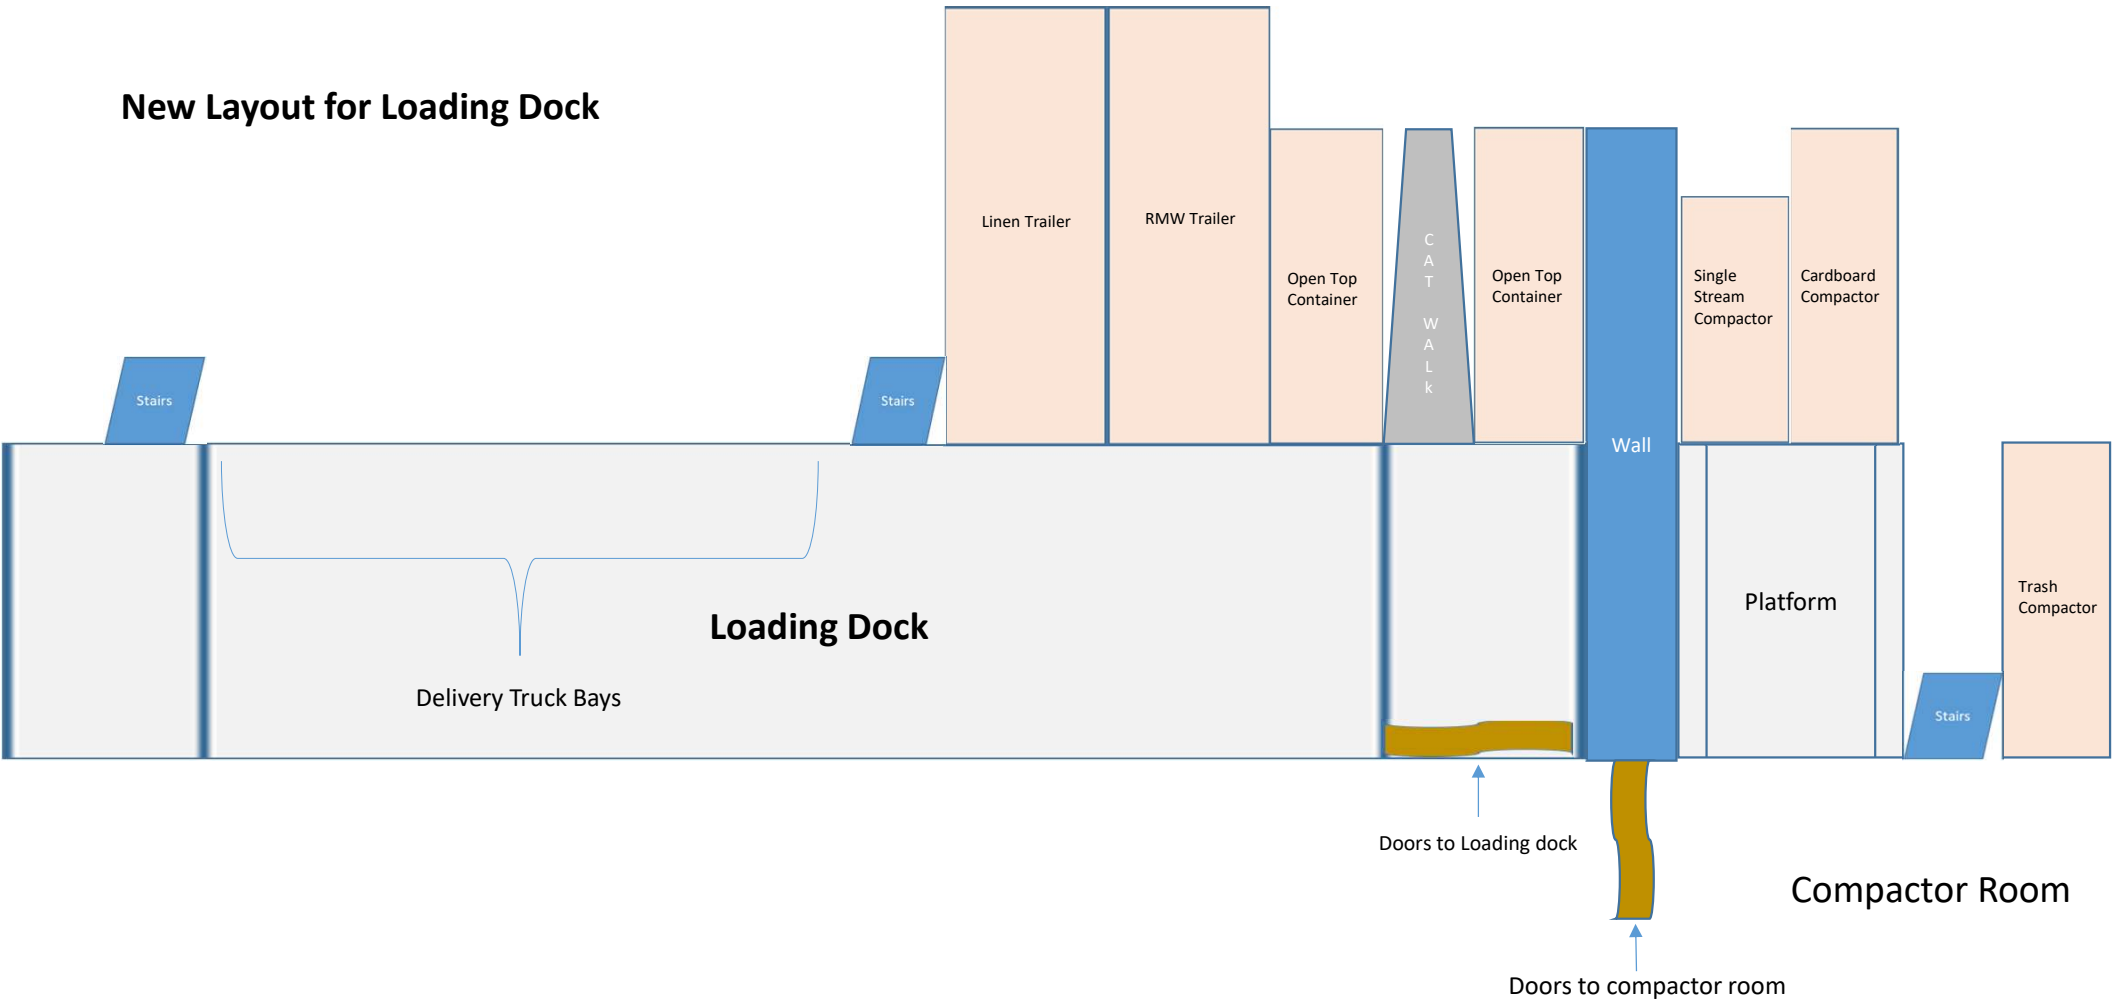 New Layout for Loading Dock
Linen Trailer
RMW Trailer
Open Top
Container
C
A
T
W
A
L
k
Open Top
Container
Single
Stream
Compactor
Cardboard
Compactor
Stairs
Stairs
Wall
Loading Dock
Delivery Truck Bays
Platform
Trash
Compactor
Stairs
Doors to Loading dock
Compactor Room
Doors to compactor room